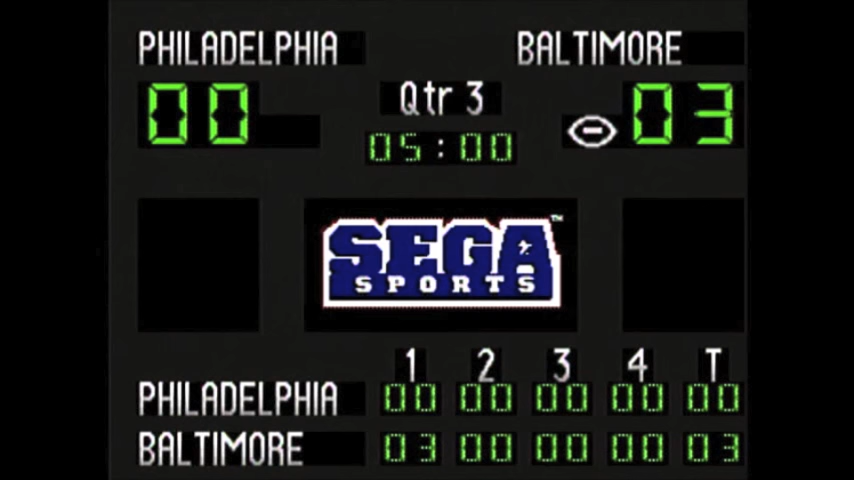 PHILADELPHIA BALTIMORE
00 Qtr 3 03
05:00
SEGA™
SPORTS
1 2 3 4 T
PHILADELPHIA 00 00 00 00 00
BALTIMORE 03 00 00 00 03